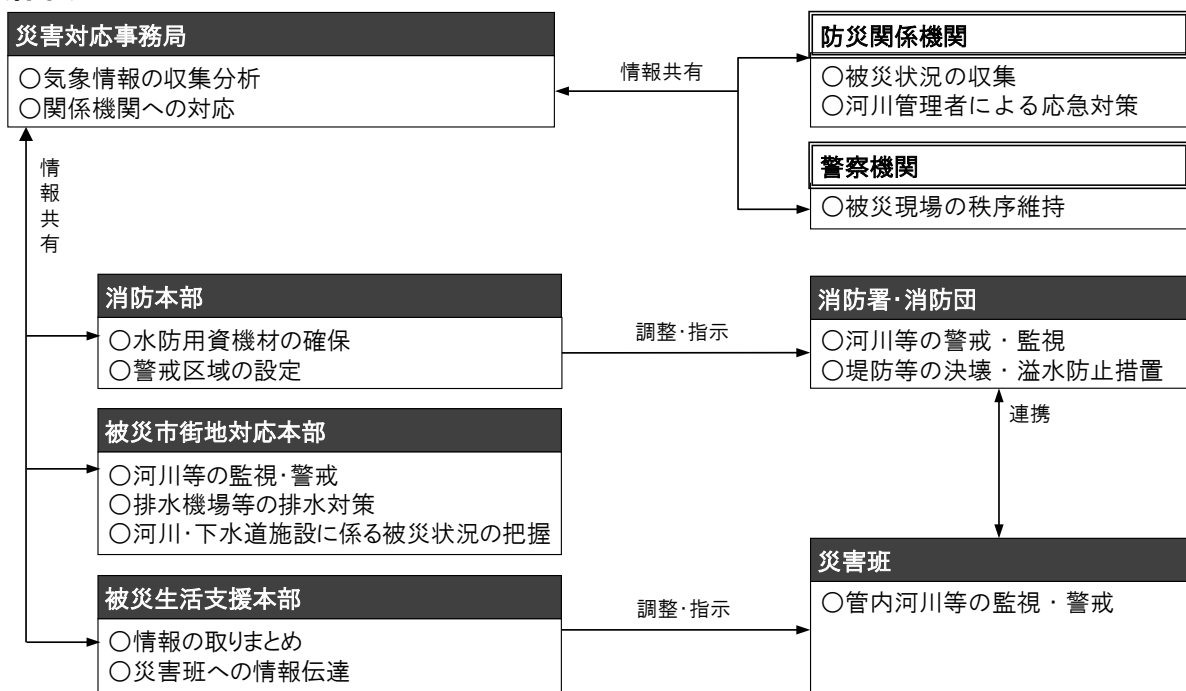 災害対応事務局
○気象情報の収集分析
○関係機関への対応
情報共有
防災関係機関
○被災状況の収集
○河川管理者による応急対策
警察機関
○被災現場の秩序維持
情報共有
消防本部
○水防用資機材の確保
○警戒区域の設定
調整・指示
消防署・消防団
○河川等の警戒・監視
○堤防等の決壊・溢水防止措置
連携
被災市街地対応本部
○河川等の監視・警戒
○排水機場等の排水対策
○河川・下水道施設に係る被災状況の把握
被災生活支援本部
○情報の取りまとめ
○災害班への情報伝達
調整・指示
災害班
○管内河川等の監視・警戒